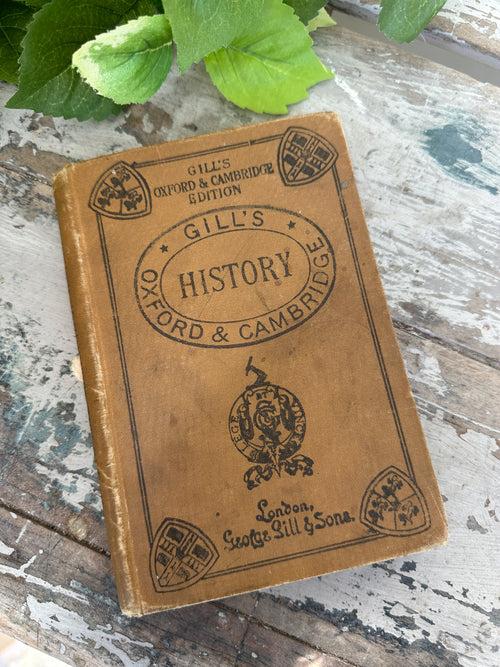 GILL'S
OXFORD & CAMBRIDGE
EDITION
GILL'S
HISTORY
OXFORD & CAMBRIDGE
London,
George Gill & Sons.